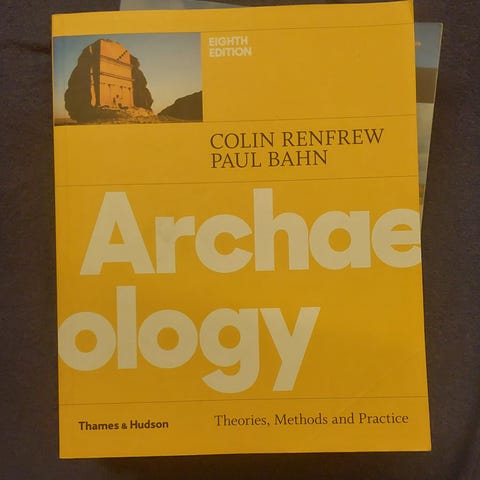 EIGHTH
EDITION
COLIN RENFREW
PAUL BAHN
Archae
ology
Thames & Hudson
Theories, Methods and Practice